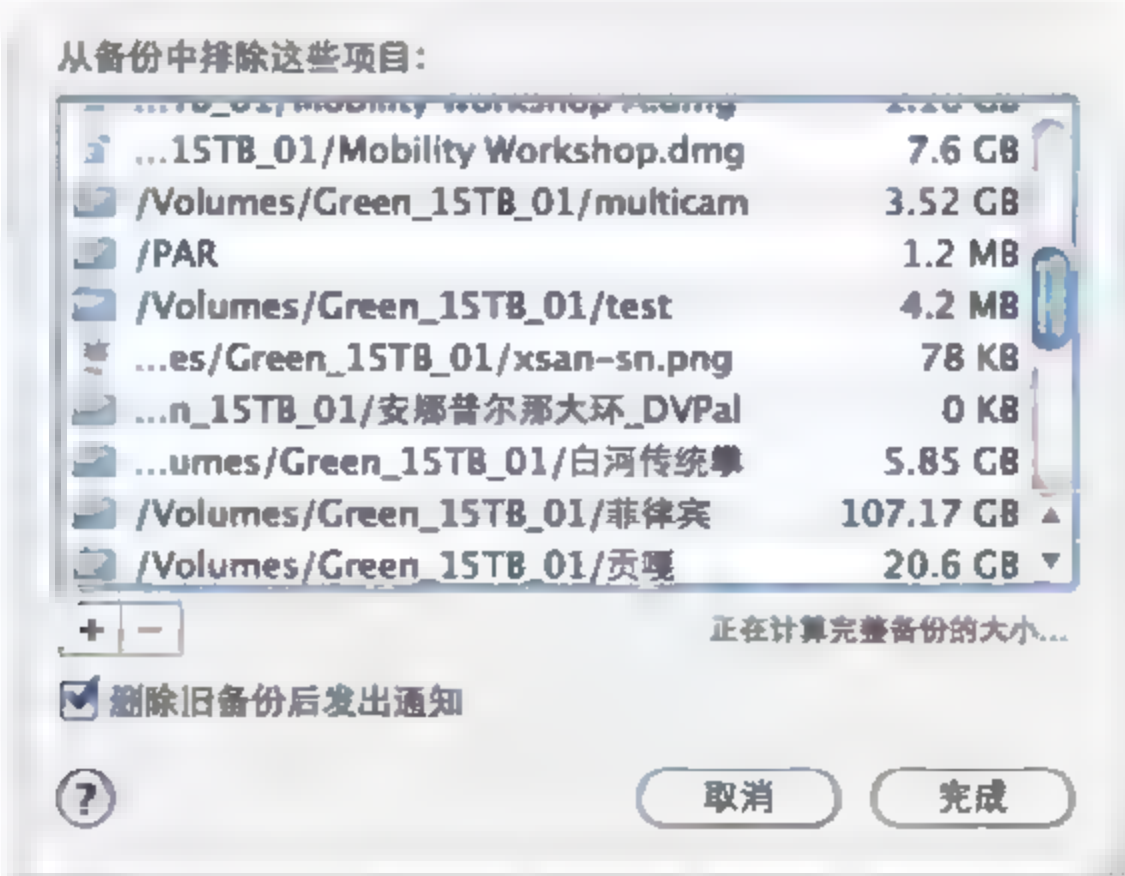 从备份中排除这些项目：
...TB_01/Mobility Workshop A.dmg
...15TB_01/Mobility Workshop.dmg 7.6 GB
/Volumes/Green_15TB_01/multicam 3.52 GB
/PAR 1.2 MB
/Volumes/Green_15TB_01/test 4.2 MB
...es/Green_15TB_01/xsan-sn.png 78 KB
...n_15TB_01/安娜普尔那大环_DVPal 0 KB
...umes/Green_15TB_01/白河传统攀 5.85 GB
/Volumes/Green_15TB_01/菲律宾 107.17 GB
/Volumes/Green_15TB_01/贡嘎 20.6 GB
+ −
正在计算完整备份的大小...
删除旧备份后发出通知
?
取消 完成